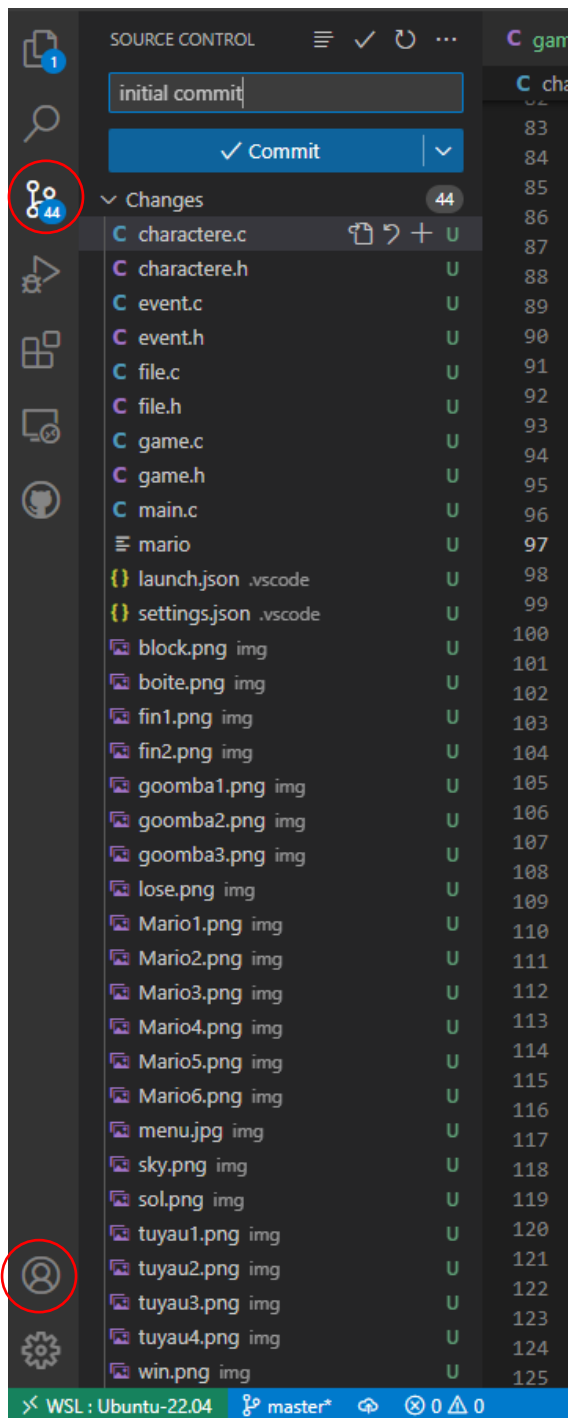 SOURCE CONTROL
initial commit
Commit
Changes 44
C charactere.c U
C charactere.h U
C event.c U
C event.h U
C file.c U
C file.h U
C game.c U
C game.h U
C main.c U
mario U
{} launch.json .vscode U
{} settings.json .vscode U
block.png img U
boite.png img U
fin1.png img U
fin2.png img U
goomba1.png img U
goomba2.png img U
goomba3.png img U
lose.png img U
Mario1.png img U
Mario2.png img U
Mario3.png img U
Mario4.png img U
Mario5.png img U
Mario6.png img U
menu.jpg img U
sky.png img U
sol.png img U
tuyau1.png img U
tuyau2.png img U
tuyau3.png img U
tuyau4.png img U
win.png img U
1
44
C gam
C cha
82
83
84
85
86
87
88
89
90
91
92
93
94
95
96
97
98
99
100
101
102
103
104
105
106
107
108
109
110
111
112
113
114
115
116
117
118
119
120
121
122
123
124
125
WSL : Ubuntu-22.04 master* 0 0